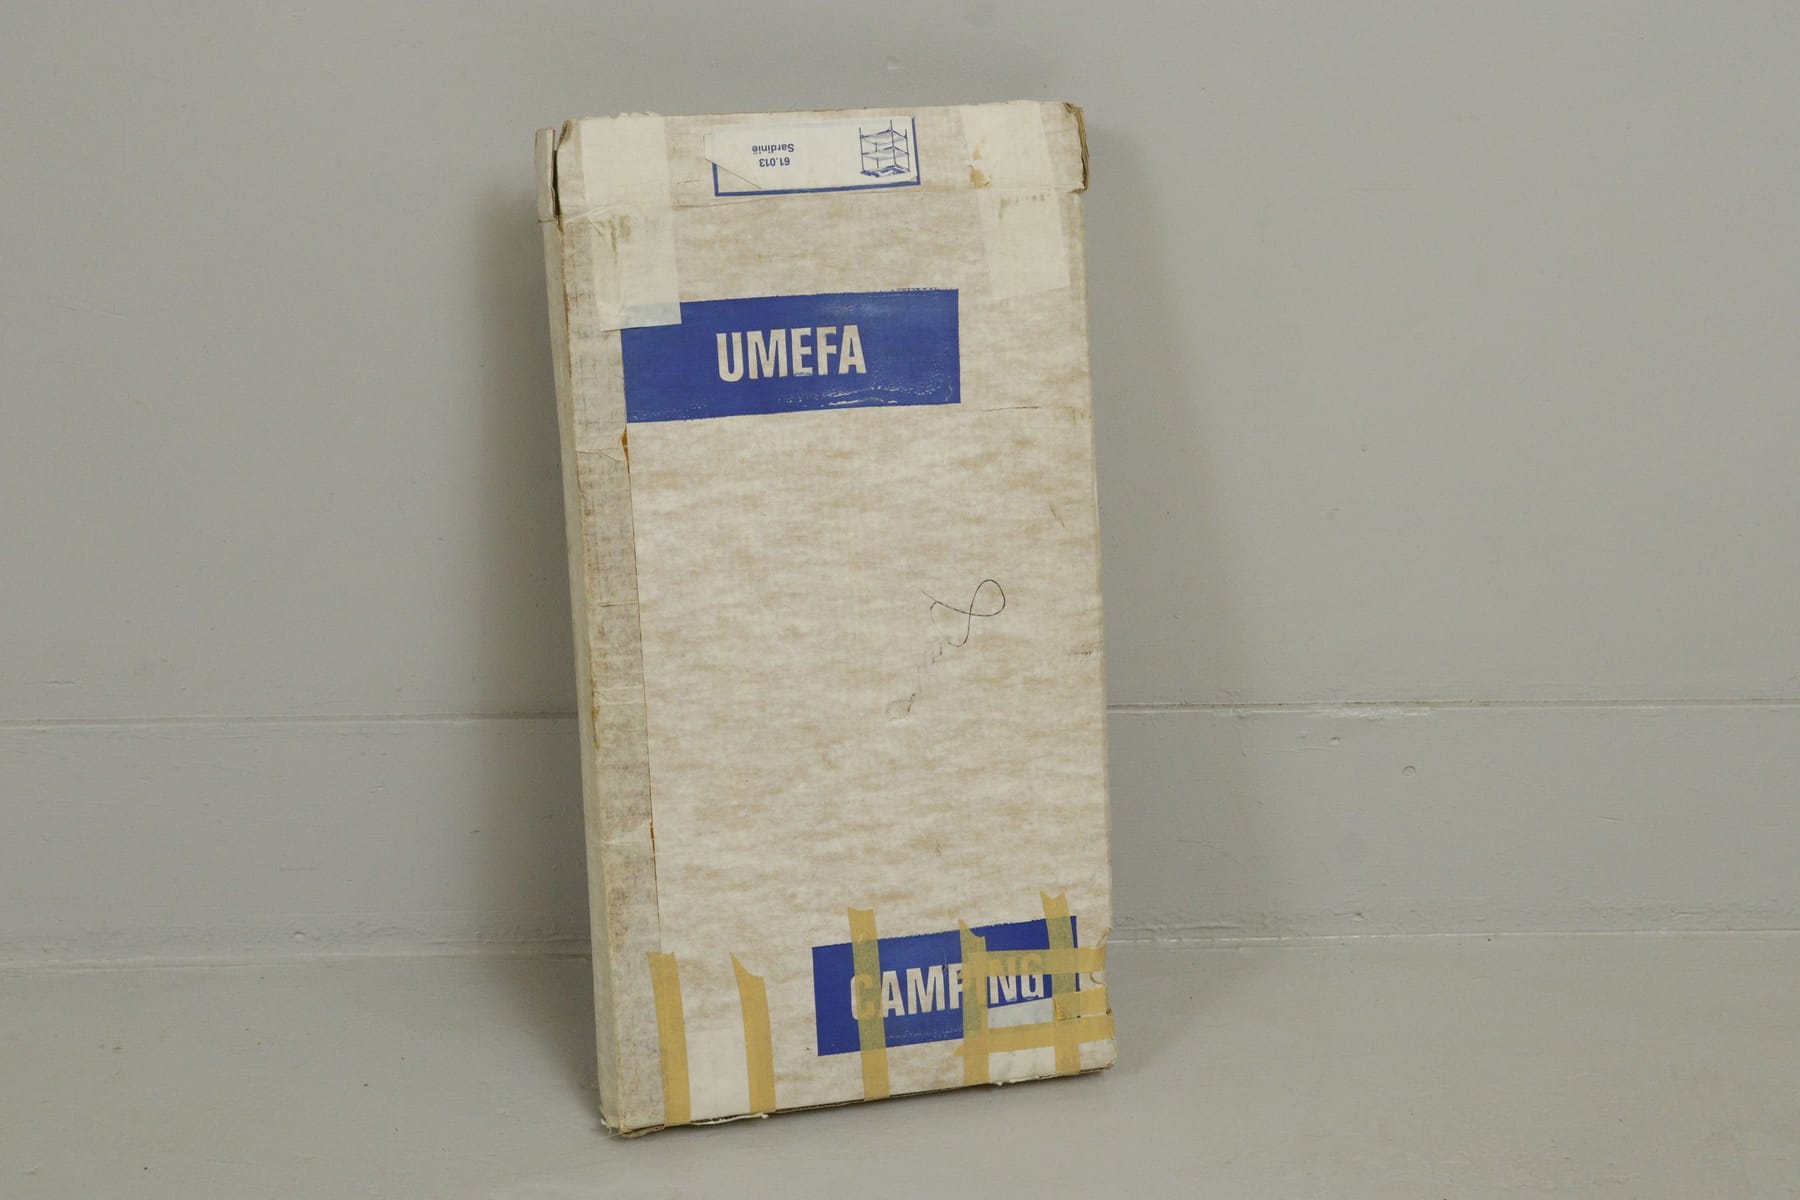 61.013
Sardinië
UMEFA
CAMPING